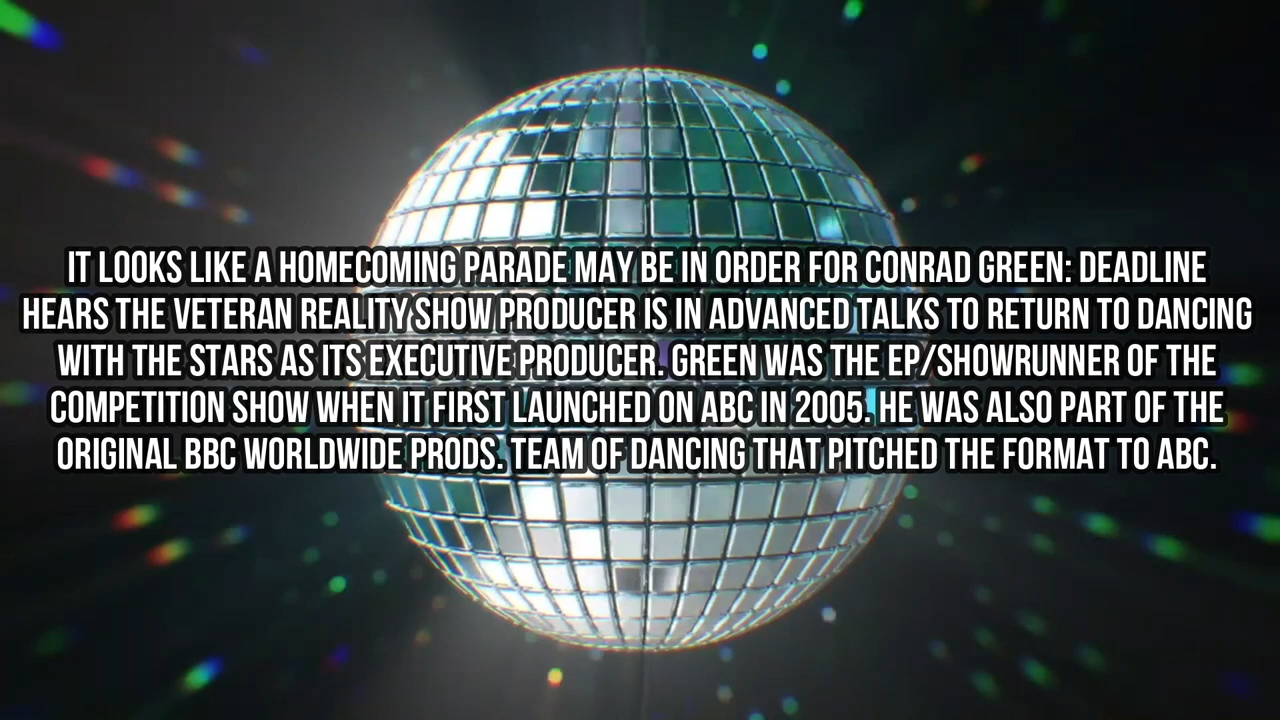 IT LOOKS LIKE A HOMECOMING PARADE MAY BE IN ORDER FOR CONRAD GREEN: DEADLINE
HEARS THE VETERAN REALITY SHOW PRODUCER IS IN ADVANCED TALKS TO RETURN TO DANCING
WITH THE STARS AS ITS EXECUTIVE PRODUCER. GREEN WAS THE EP/SHOWRUNNER OF THE
COMPETITION SHOW WHEN IT FIRST LAUNCHED ON ABC IN 2005. HE WAS ALSO PART OF THE
ORIGINAL BBC WORLDWIDE PRODS. TEAM OF DANCING THAT PITCHED THE FORMAT TO ABC.